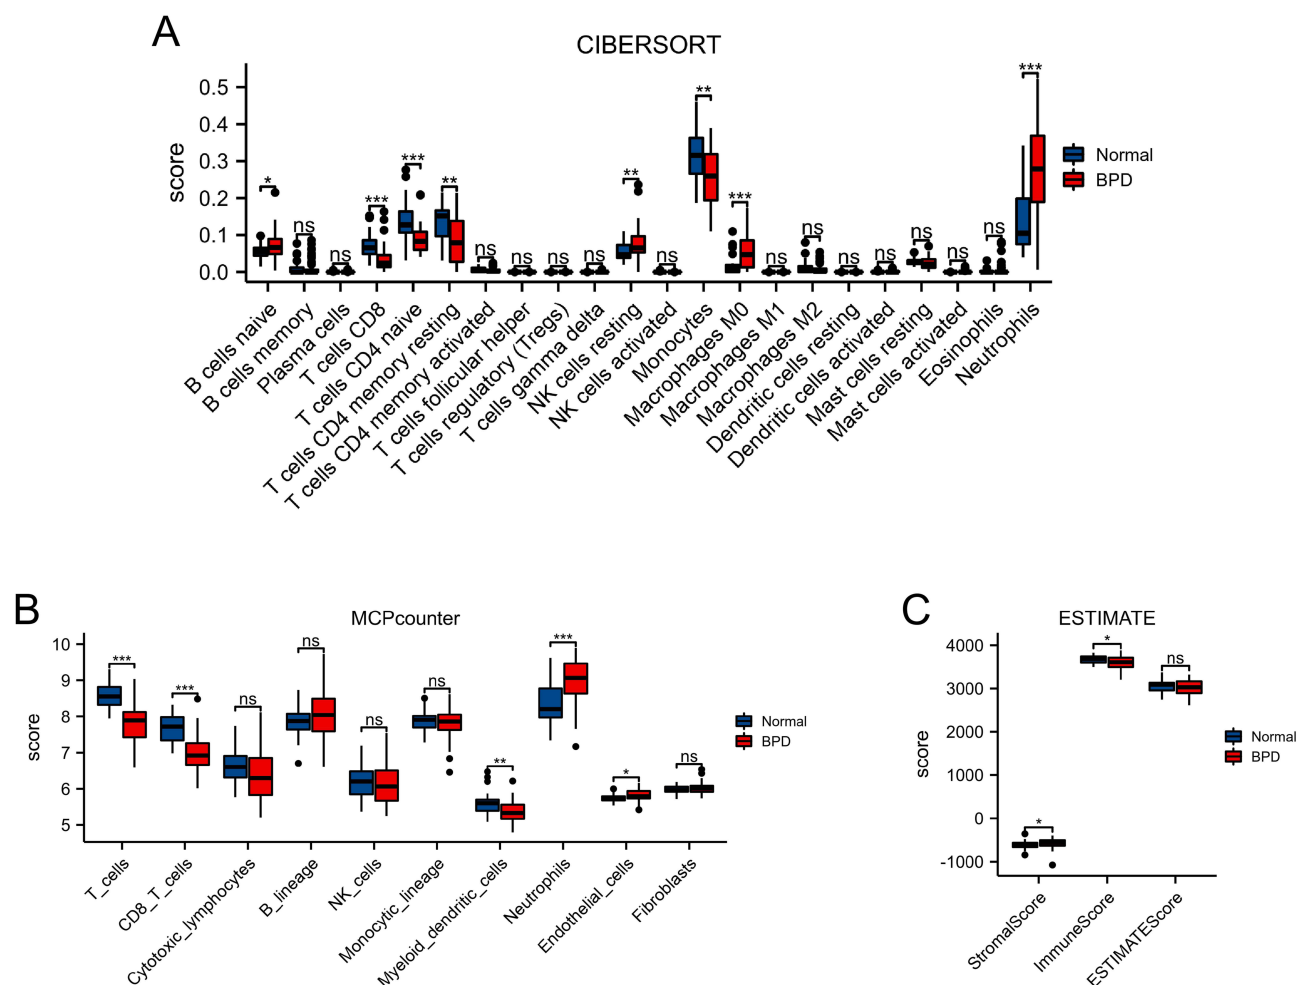 A
CIBERSORT
score
0.5
0.4
0.3
0.2
0.1
0.0
*
ns
ns
***
***
**
ns
ns
ns
ns
**
ns
**
***
ns
ns
ns
ns
ns
ns
ns
***
Normal
BPD
B cells naive
B cells memory
Plasma cells
T cells CD8
T cells CD4 naive
T cells CD4 memory resting
T cells CD4 memory activated
T cells follicular helper
T cells regulatory (Tregs)
T cells gamma delta
NK cells resting
NK cells activated
Monocytes
Macrophages M0
Macrophages M1
Macrophages M2
Dendritic cells resting
Dendritic cells activated
Mast cells resting
Mast cells activated
Eosinophils
Neutrophils
B
MCPcounter
score
10
9
8
7
6
5
***
***
ns
ns
ns
ns
**
***
*
ns
Normal
BPD
T_cells
CD8_T_cells
Cytotoxic_lymphocytes
B_lineage
NK_cells
Monocytic_lineage
Myeloid_dendritic_cells
Neutrophils
Endothelial_cells
Fibroblasts
C
ESTIMATE
score
4000
3000
2000
1000
0
-1000
*
*
ns
Normal
BPD
StromalScore
ImmuneScore
ESTIMATEScore